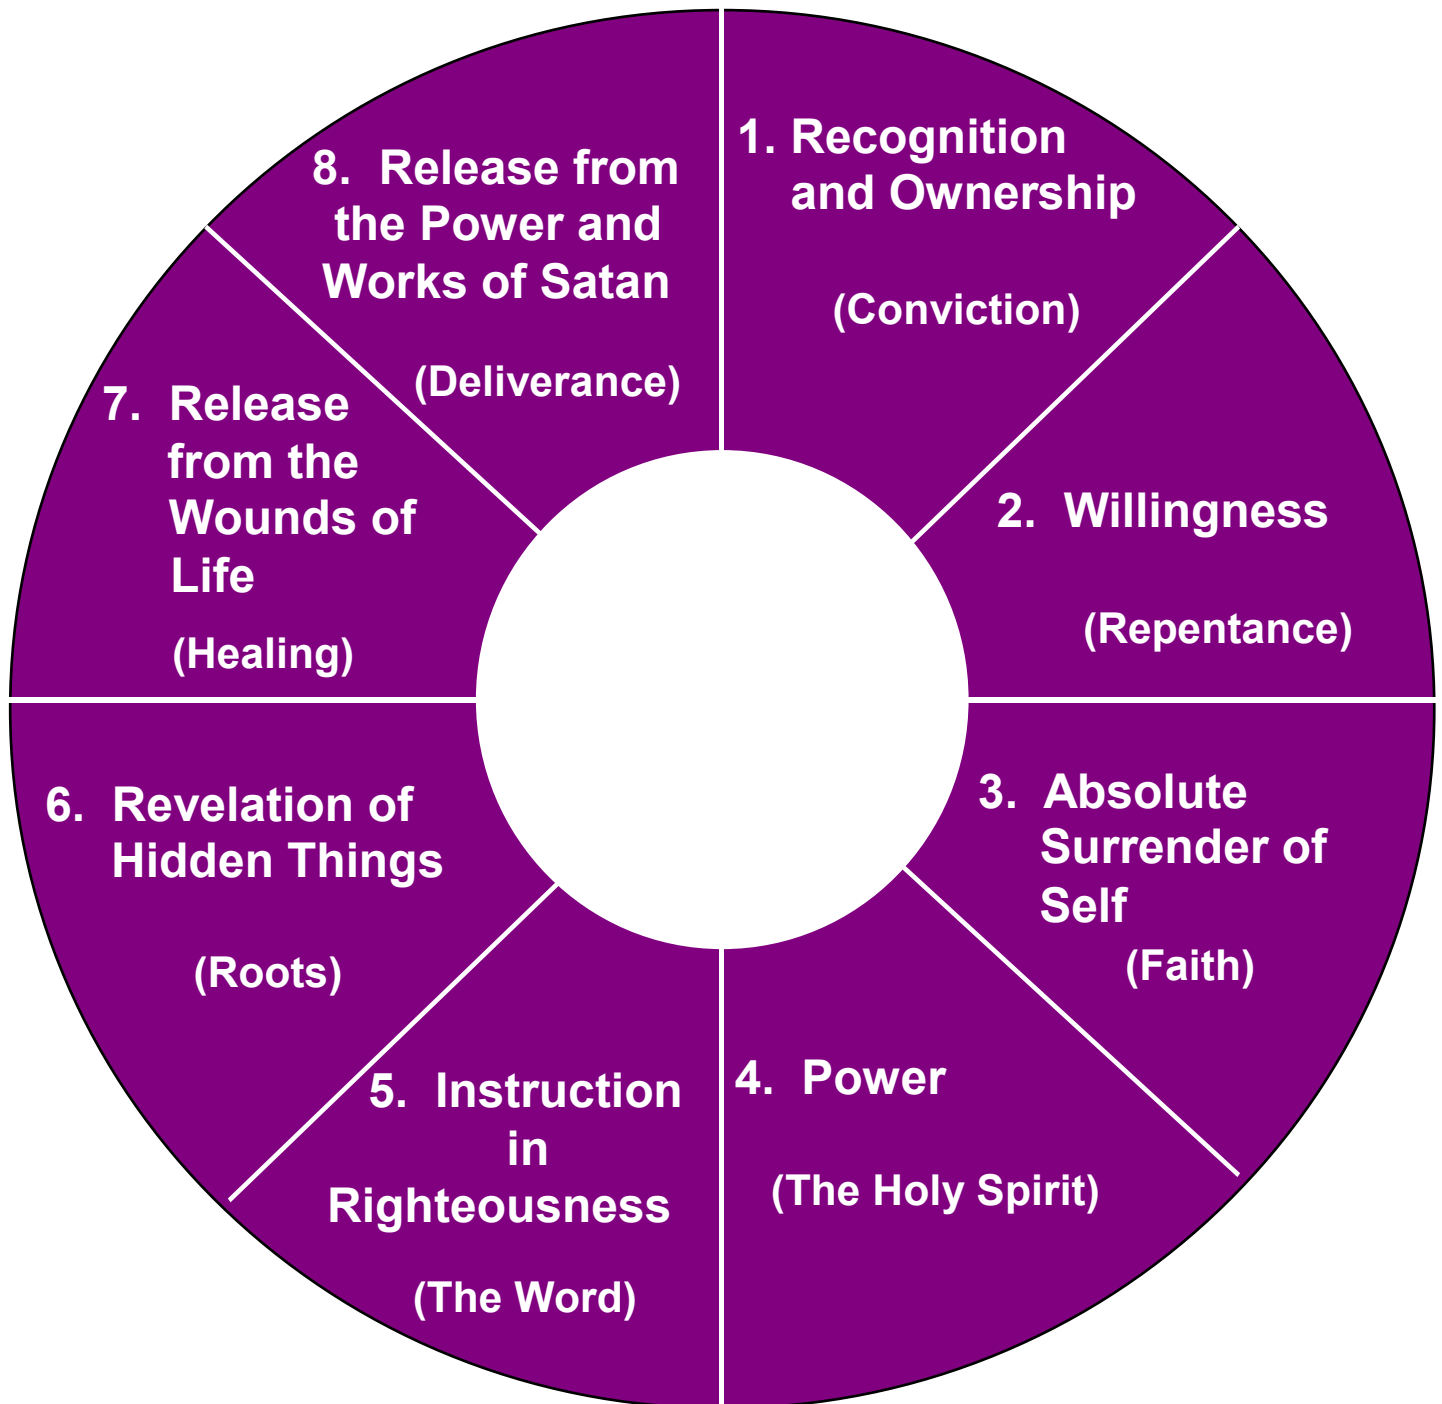 1. Recognition
and Ownership
(Conviction)
2. Willingness
(Repentance)
3. Absolute
Surrender of
Self
(Faith)
4. Power
(The Holy Spirit)
5. Instruction
in
Righteousness
(The Word)
6. Revelation of
Hidden Things
(Roots)
7. Release
from the
Wounds of
Life
(Healing)
8. Release from
the Power and
Works of Satan
(Deliverance)